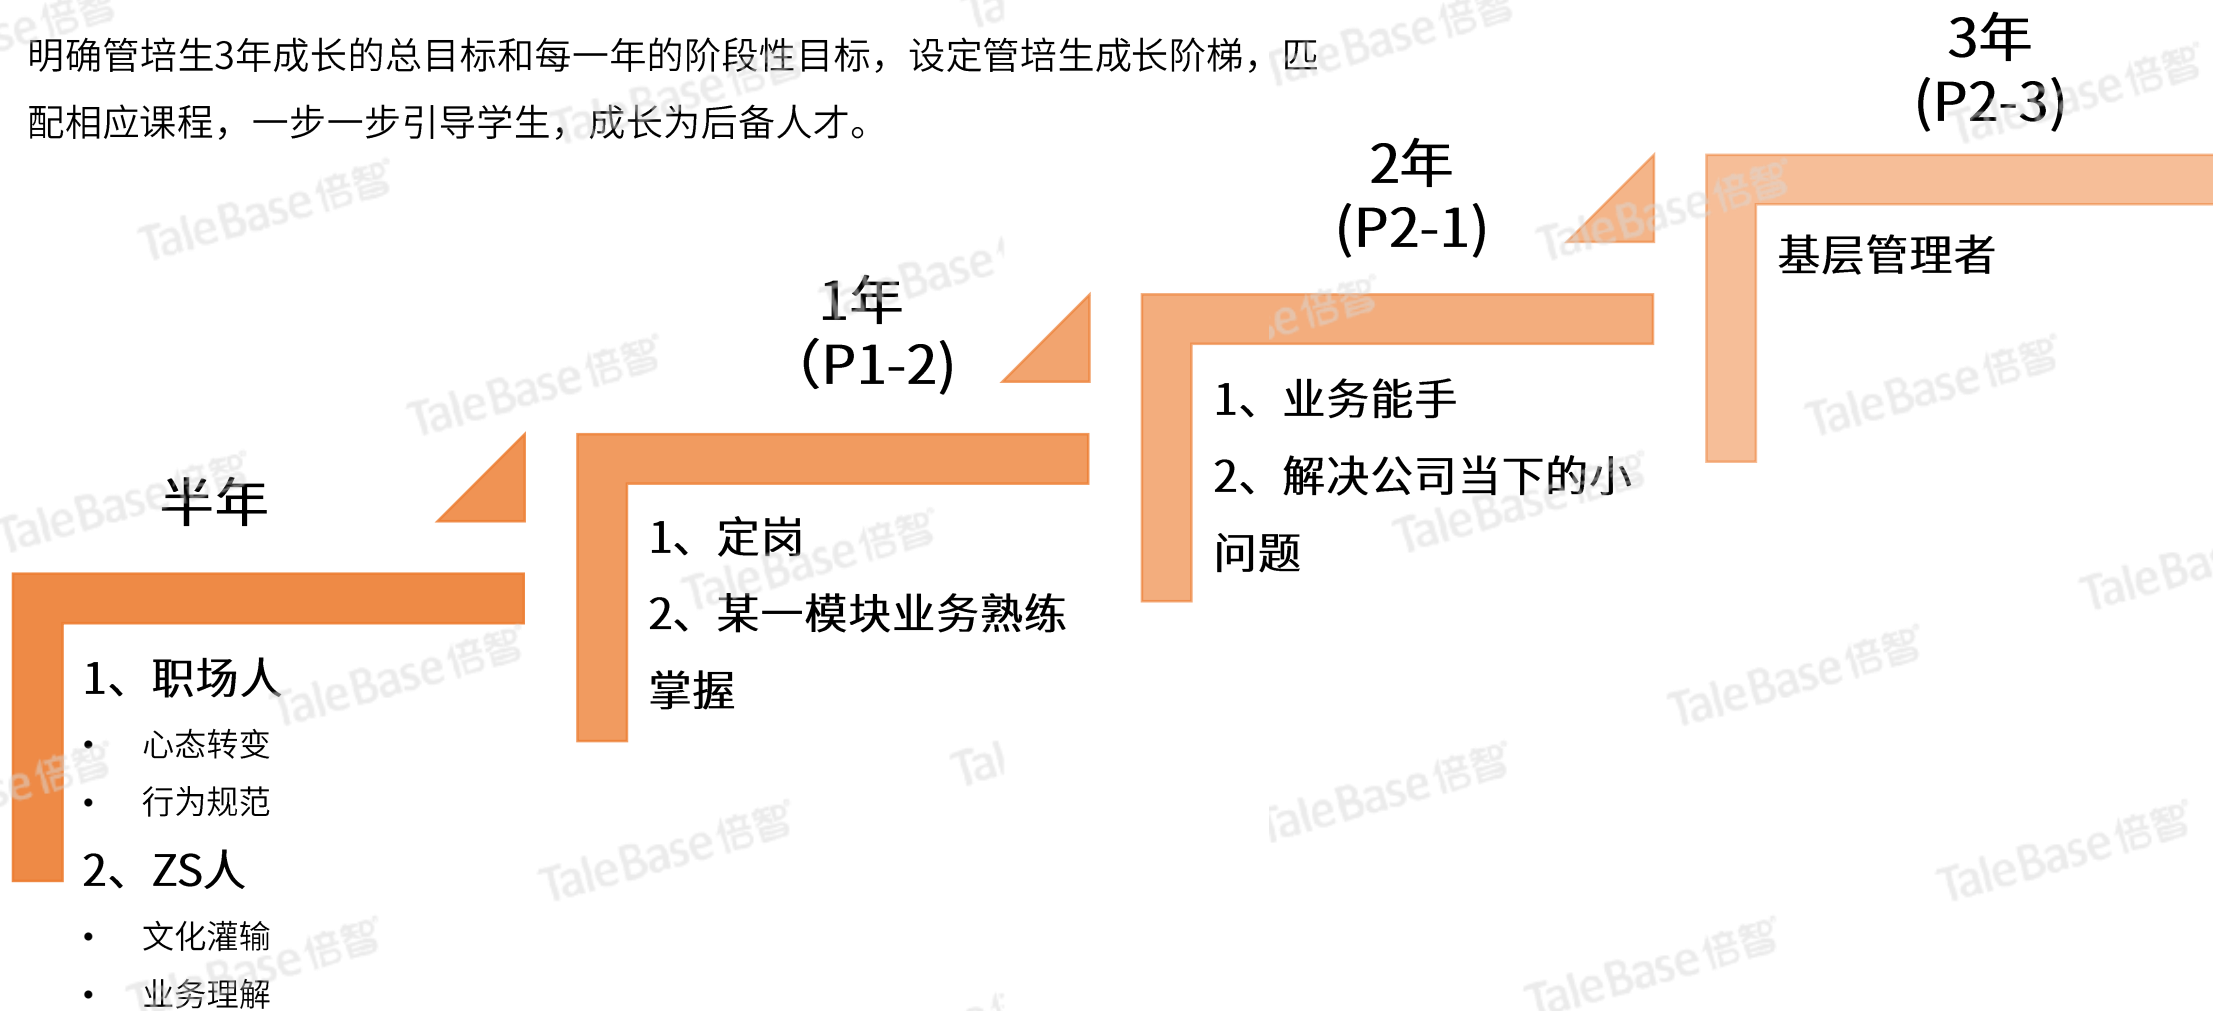 明确管培生3年成长的总目标和每一年的阶段性目标，设定管培生成长阶梯，匹
配相应课程，一步一步引导学生，成长为后备人才。
半年
1、职场人
• 心态转变
• 行为规范
2、ZS人
• 文化灌输
• 业务理解
1年
（P1-2)
1、定岗
2、某一模块业务熟练
掌握
2年
(P2-1)
1、业务能手
2、解决公司当下的小
问题
3年
(P2-3)
基层管理者
TaleBase倍智